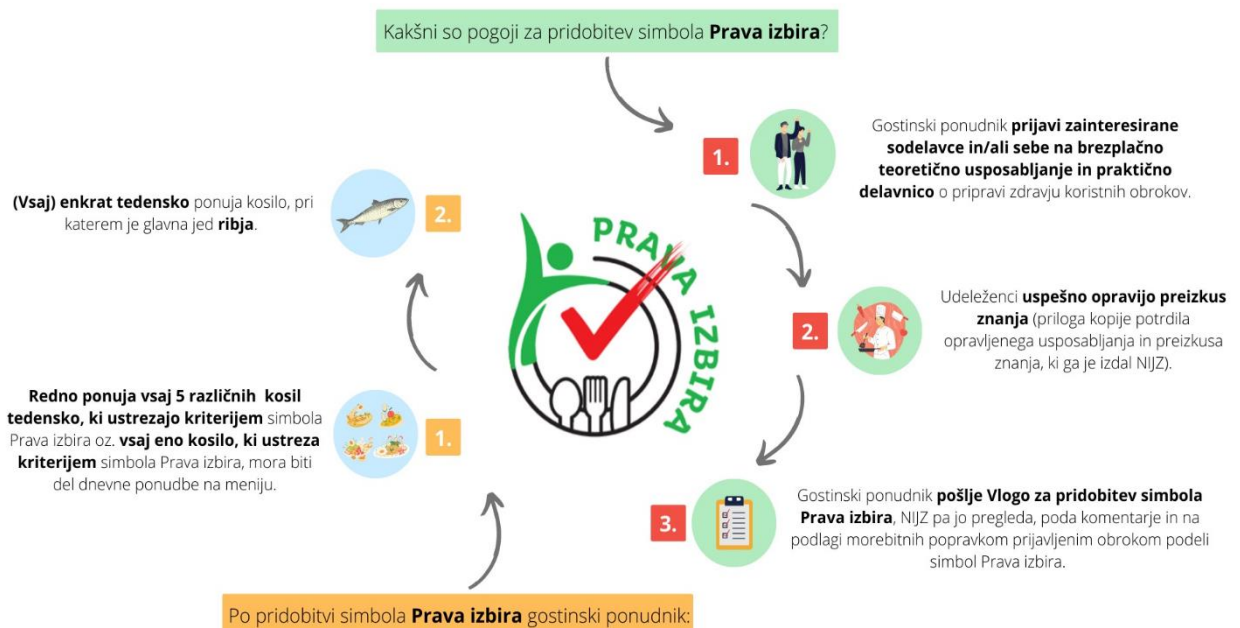 Kakšni so pogoji za pridobitev simbola Prava izbira?
1.
Gostinski ponudnik prijavi zainteresirane
sodelavce in/ali sebe na brezplačno
teoretično usposabljanje in praktično
delavnico o pripravi zdravju koristnih obrokov.
2.
Udeleženci uspešno opravijo preizkus
znanja (priloga kopije potrdila
opravljenega usposabljanja in preizkusa
znanja, ki ga je izdal NIJZ).
3.
Gostinski ponudnik pošlje Vlogo za pridobitev simbola
Prava izbira, NIJZ pa jo pregleda, poda komentarje in na
podlagi morebitnih popravkom prijavljenim obrokom podeli
simbol Prava izbira.
PRAVA IZBIRA
Po pridobitvi simbola Prava izbira gostinski ponudnik:
1.
Redno ponuja vsaj 5 različnih kosil
tedensko, ki ustrezajo kriterijem simbola
Prava izbira oz. vsaj eno kosilo, ki ustreza
kriterijem simbola Prava izbira, mora biti
del dnevne ponudbe na meniju.
2.
(Vsaj) enkrat tedensko ponuja kosilo, pri
katerem je glavna jed ribja.